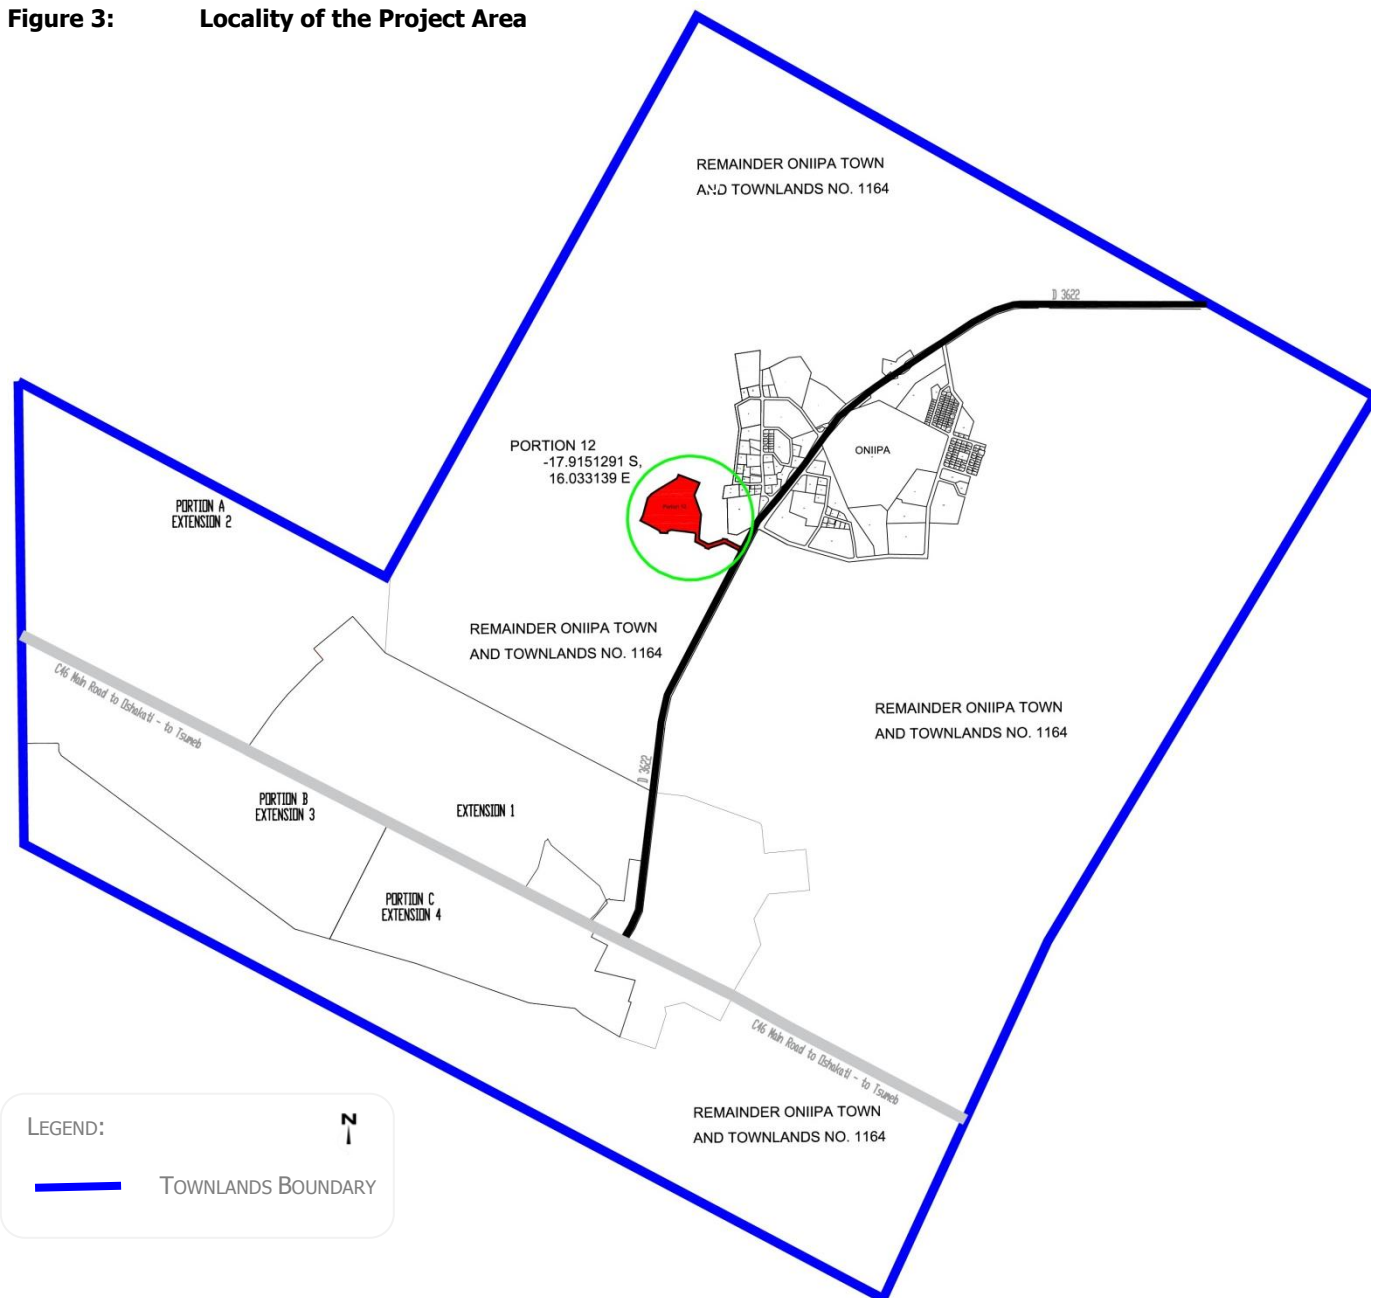 Figure 3: Locality of the Project Area
REMAINDER ONIIPA TOWN
AND TOWNLANDS NO. 1164
D 3622
ONIIPA
PORTION 12
-17.9151291 S,
16.033139 E
PORTION A
EXTENSION 2
REMAINDER ONIIPA TOWN
AND TOWNLANDS NO. 1164
C46 Main Road to Oshakati - to Tsumeb
REMAINDER ONIIPA TOWN
AND TOWNLANDS NO. 1164
D 3622
PORTION B
EXTENSION 3
EXTENSION 1
PORTION C
EXTENSION 4
C46 Main Road to Oshakati - to Tsumeb
REMAINDER ONIIPA TOWN
AND TOWNLANDS NO. 1164
LEGEND:
N
TOWNLANDS BOUNDARY